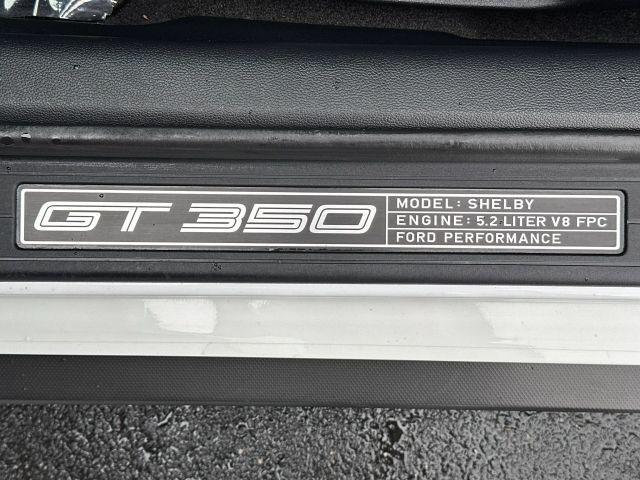 GT 350
MODEL: SHELBY
ENGINE: 5.2-LITER V8 FPC
FORD PERFORMANCE